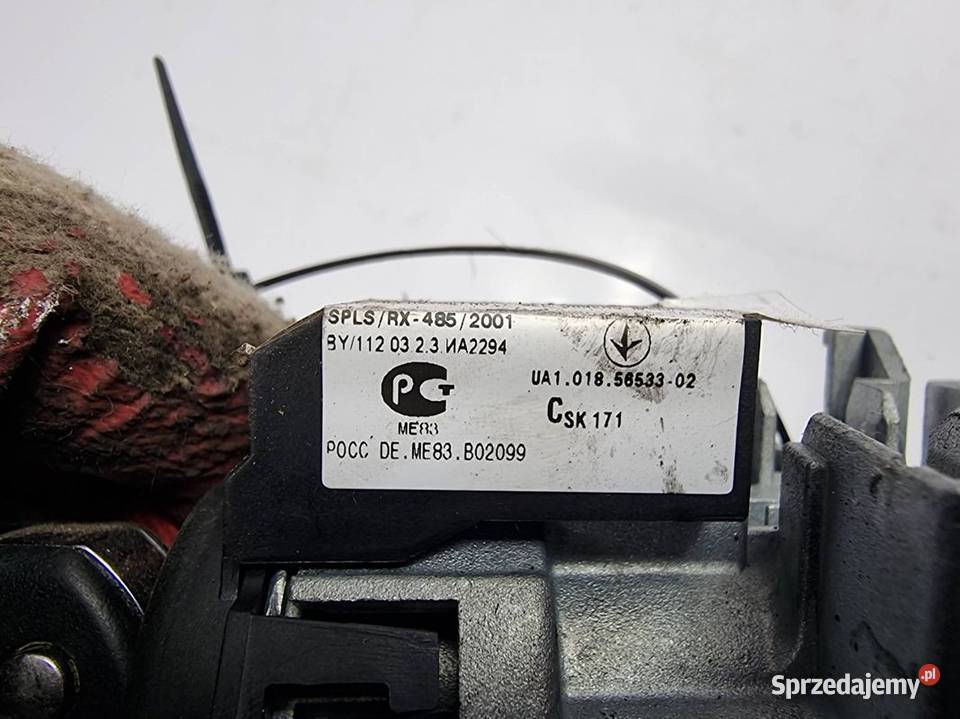 SPLS/RX-485/2001
BY/112 03 2.3 ИА2294
UA1.018.56533-02
РСТ
ME83
CSK 171
РОСС DE.ME83.B02099
Sprzedajemy.pl